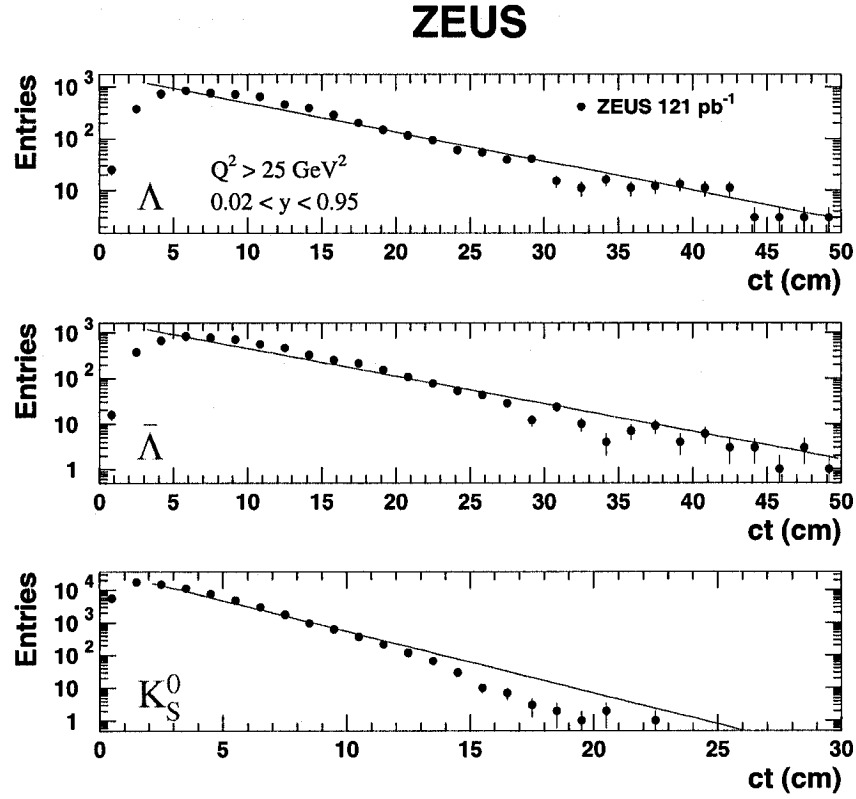 ZEUS
Entries
10³
10²
10
Λ
Q² > 25 GeV²
0.02 < y < 0.95
ZEUS 121 pb⁻¹
0 5 10 15 20 25 30 35 40 45 50
ct (cm)
Entries
10³
10²
10
1
Λ̄
0 5 10 15 20 25 30 35 40 45 50
ct (cm)
Entries
10⁴
10³
10²
10
1
K⁰_S
0 5 10 15 20 25 30
ct (cm)